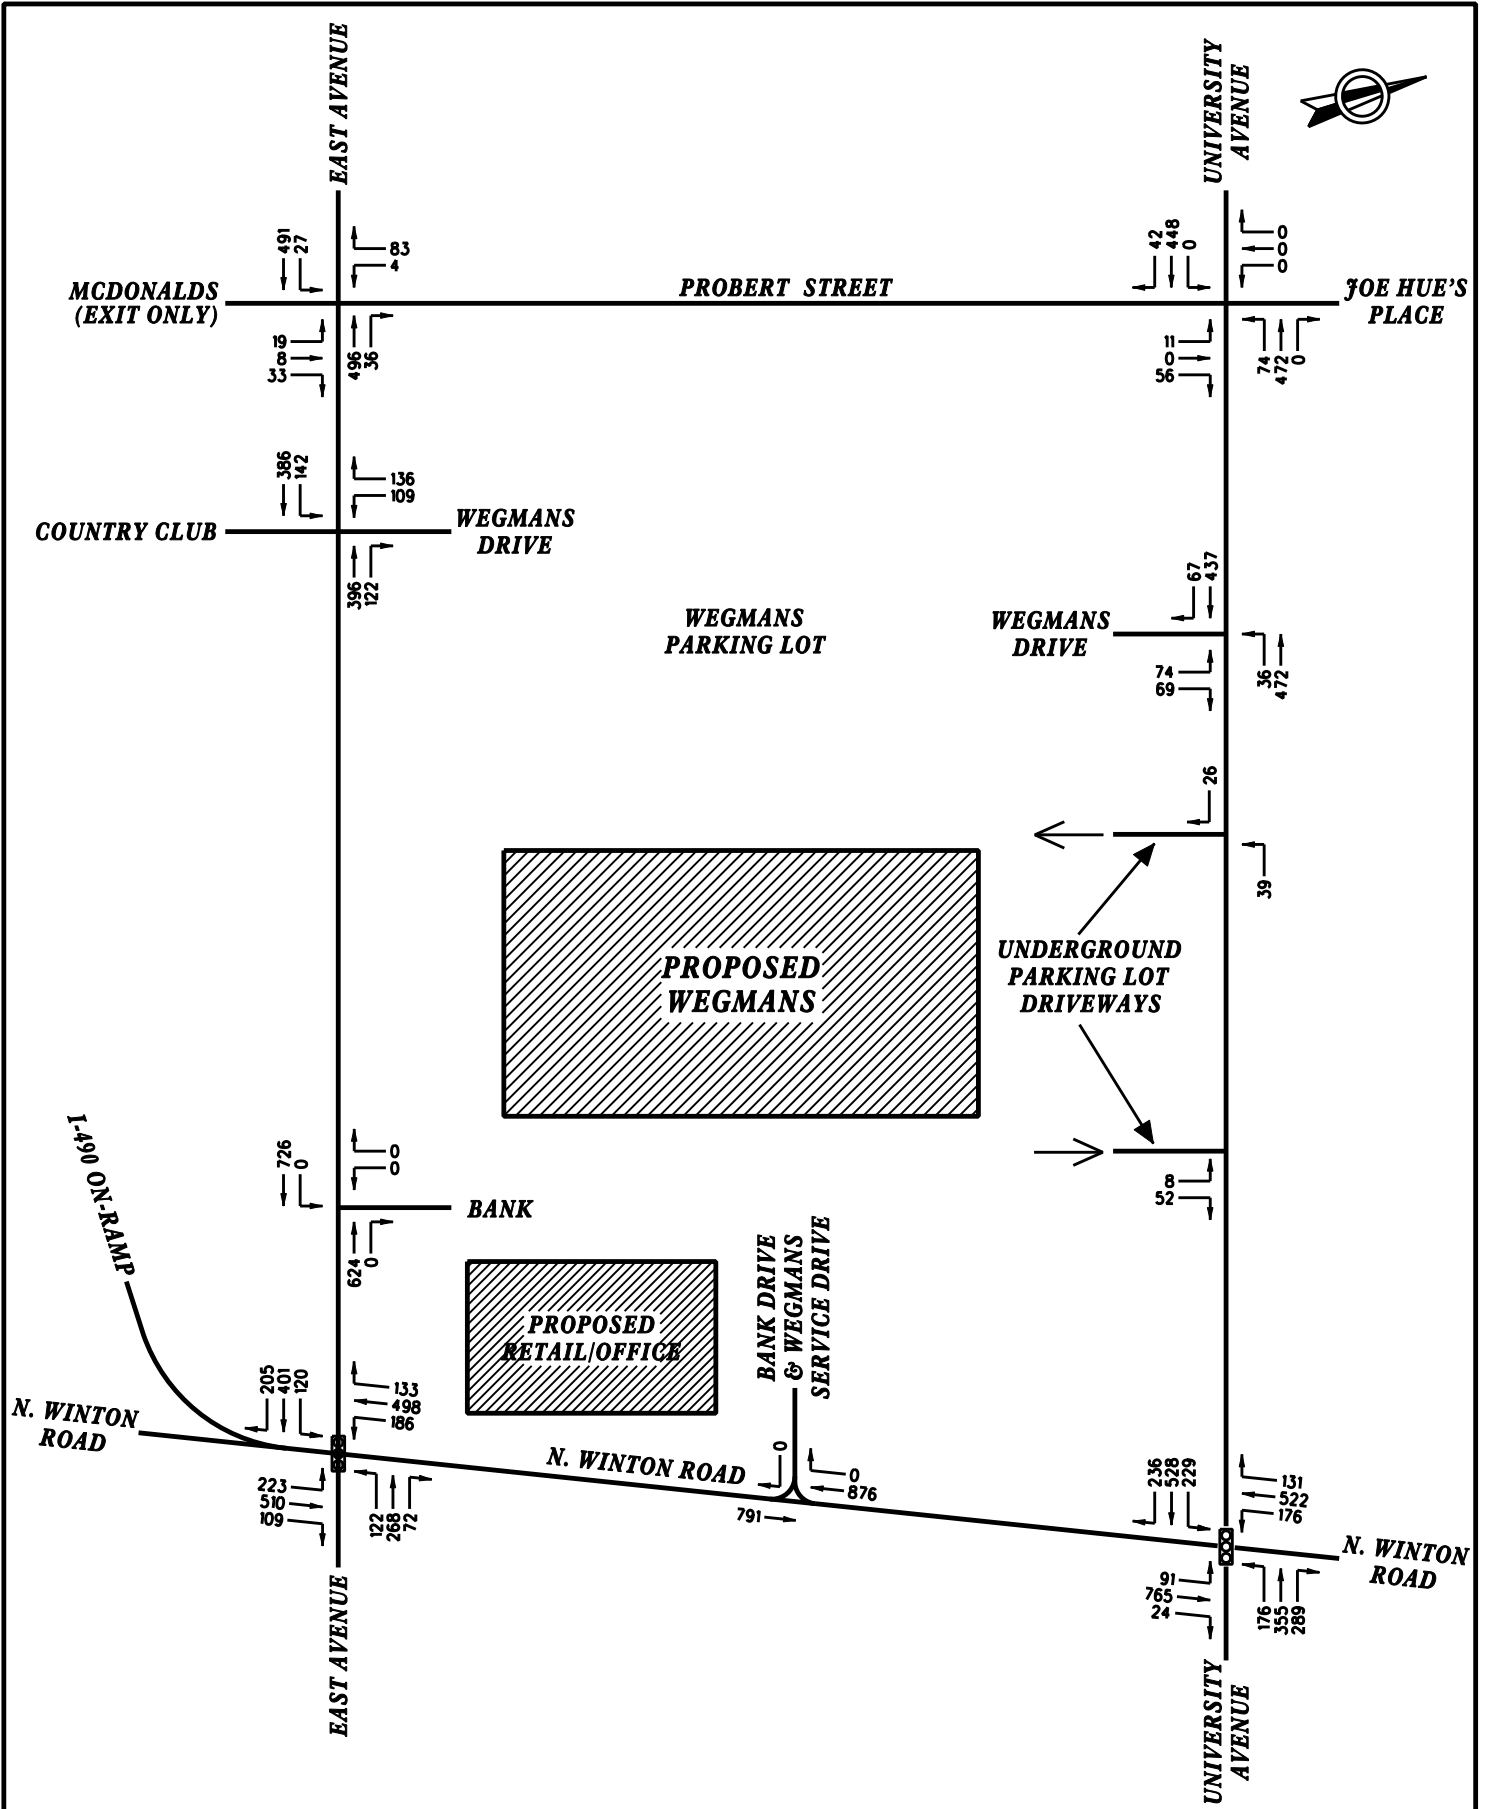 EAST AVENUE
UNIVERSITY
AVENUE
491
27
83
4
42
448
0
0
0
0
MCDONALDS
(EXIT ONLY)
PROBERT STREET
JOE HUE'S
PLACE
19
8
33
496
36
11
0
56
74
472
0
386
142
136
109
COUNTRY CLUB
WEGMANS
DRIVE
396
122
67
437
WEGMANS
PARKING LOT
WEGMANS
DRIVE
74
69
36
472
26
39
PROPOSED
WEGMANS
UNDERGROUND
PARKING LOT
DRIVEWAYS
I-490 ON-RAMP
726
0
0
0
BANK
624
0
8
52
BANK DRIVE
& WEGMANS
SERVICE DRIVE
PROPOSED
RETAIL/OFFICE
205
401
120
133
498
186
N. WINTON
ROAD
N. WINTON ROAD
0
0
876
791
223
510
109
122
268
72
236
528
229
131
522
176
N. WINTON
ROAD
91
765
24
176
355
289
EAST AVENUE
UNIVERSITY
AVENUE